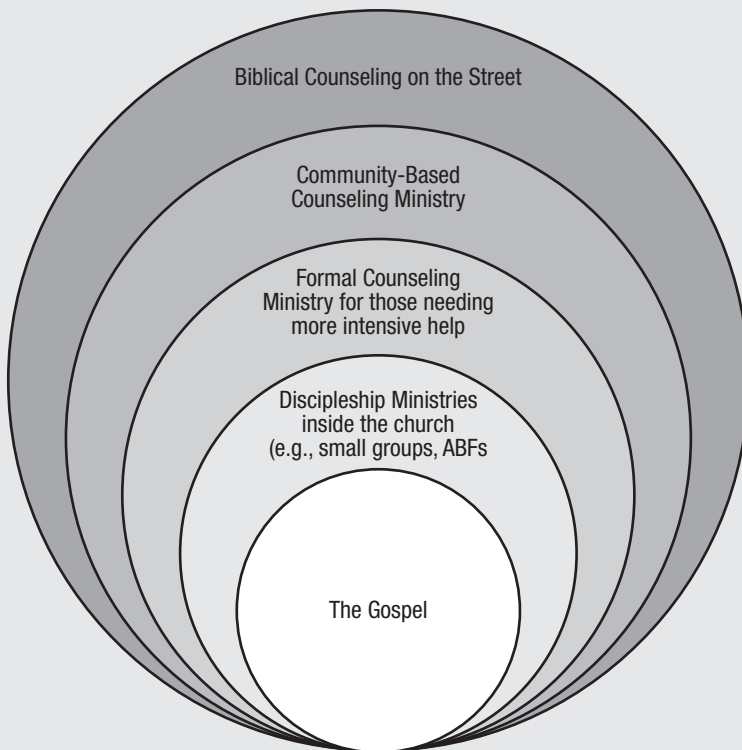 Biblical Counseling on the Street
Community-Based
Counseling Ministry
Formal Counseling
Ministry for those needing
more intensive help
Discipleship Ministries
inside the church
(e.g., small groups, ABFs
The Gospel